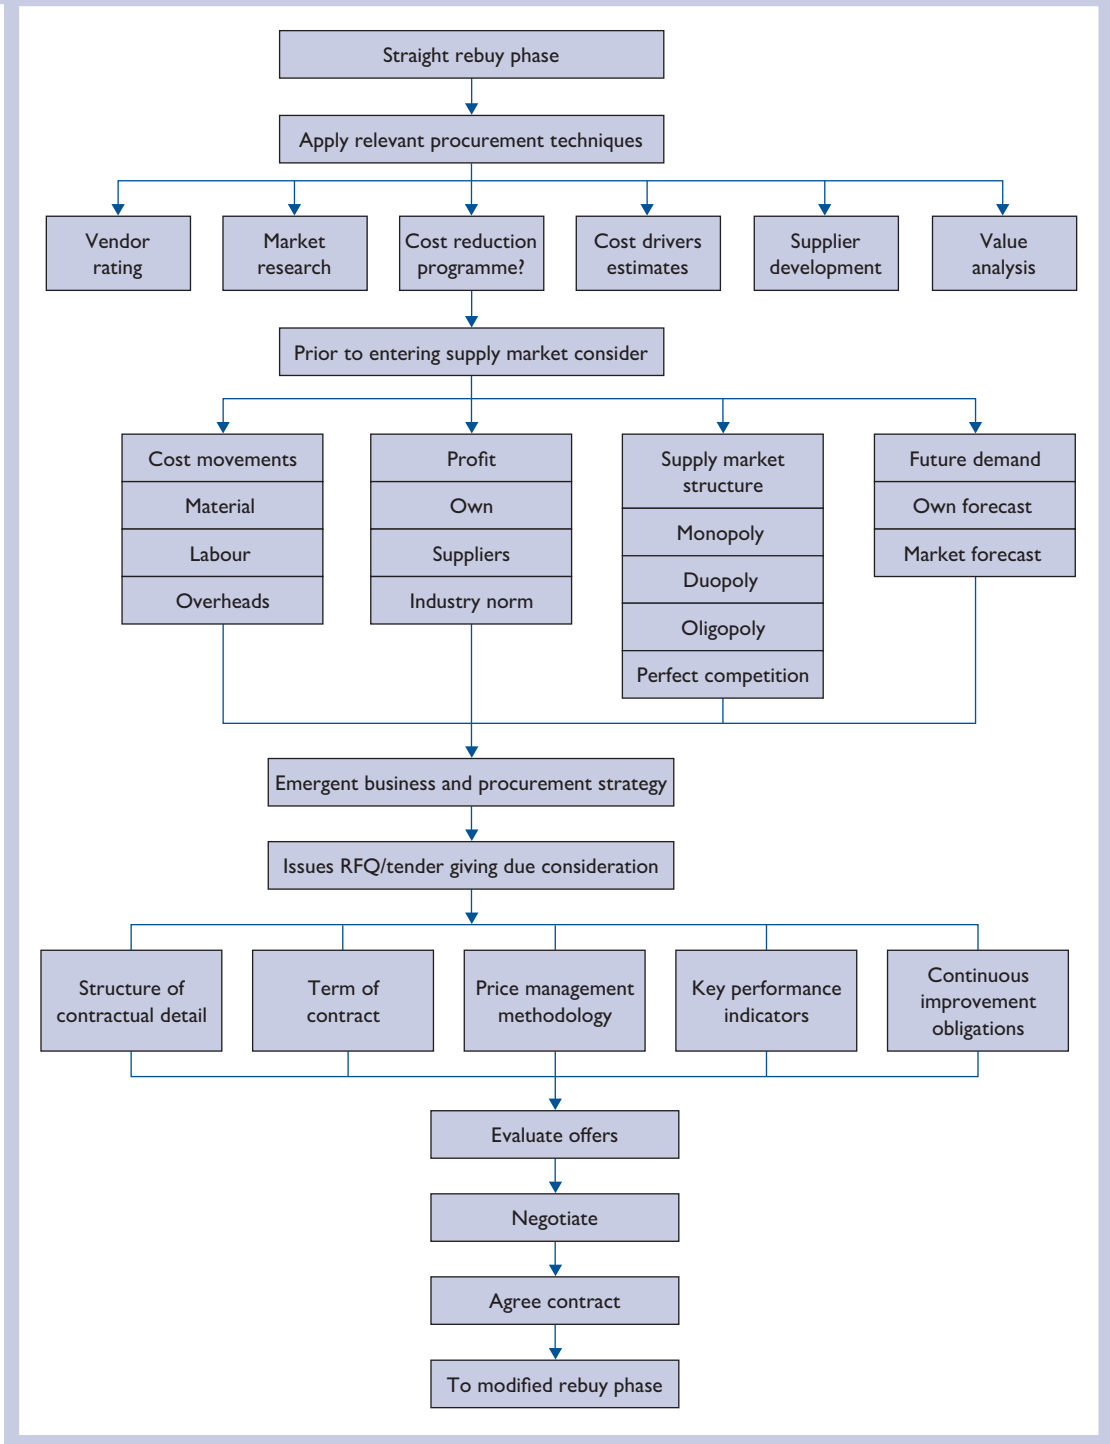 Straight rebuy phase
Apply relevant procurement techniques
Vendor
rating
Market
research
Cost reduction
programme?
Cost drivers
estimates
Supplier
development
Value
analysis
Prior to entering supply market consider
Cost movements
Material
Labour
Overheads
Profit
Own
Suppliers
Industry norm
Supply market
structure
Monopoly
Duopoly
Oligopoly
Perfect competition
Future demand
Own forecast
Market forecast
Emergent business and procurement strategy
Issues RFQ/tender giving due consideration
Structure of
contractual detail
Term of
contract
Price management
methodology
Key performance
indicators
Continuous
improvement
obligations
Evaluate offers
Negotiate
Agree contract
To modified rebuy phase